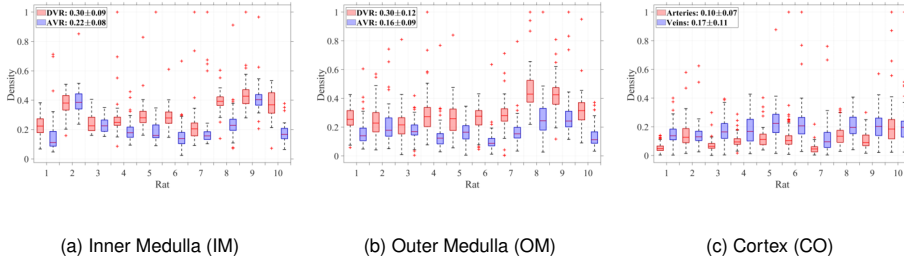 DVR: 0.30±0.09
AVR: 0.22±0.08
Density
1
0.8
0.6
0.4
0.2
0
1 2 3 4 5 6 7 8 9 10
Rat
(a) Inner Medulla (IM)
DVR: 0.30±0.12
AVR: 0.16±0.09
Density
1
0.8
0.6
0.4
0.2
0
1 2 3 4 5 6 7 8 9 10
Rat
(b) Outer Medulla (OM)
Arteries: 0.10±0.07
Veins: 0.17±0.11
Density
1
0.8
0.6
0.4
0.2
0
1 2 3 4 5 6 7 8 9 10
Rat
(c) Cortex (CO)